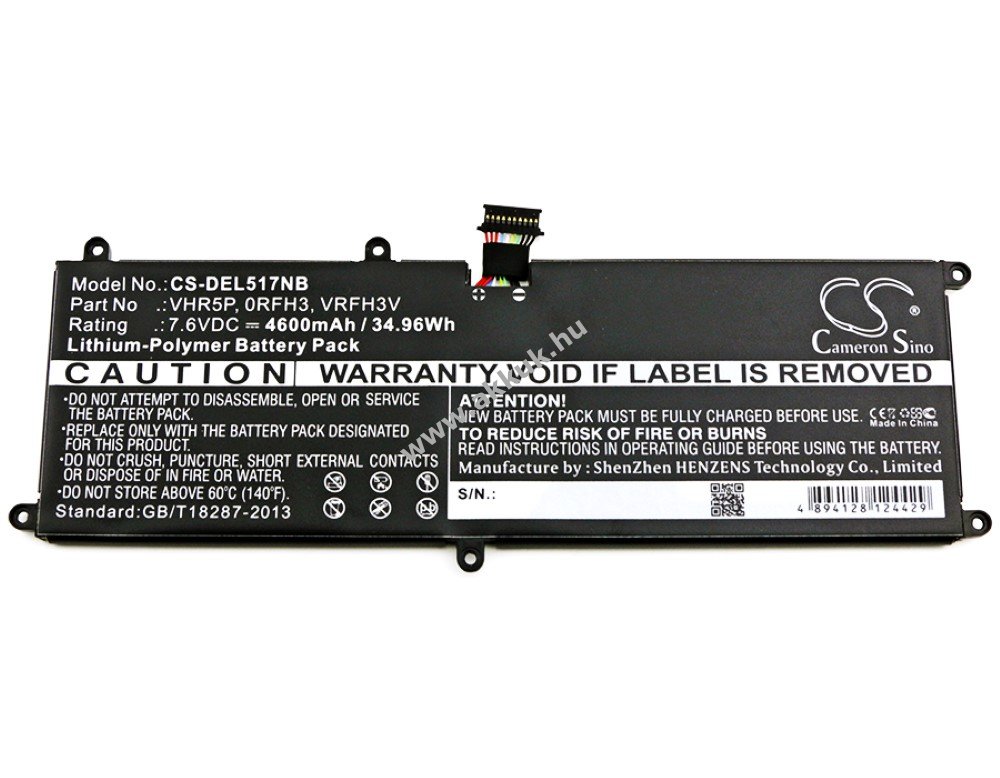 Model No.:CS-DEL517NB
Part No :VHR5P, 0RFH3, VRFH3V
Rating :7.6VDC ⎓ 4600mAh / 34.96Wh
Lithium-Polymer Battery Pack
CS®
Cameron Sino
CAUTION
•DO NOT ATTEMPT TO DISASSEMBLE, OPEN OR SERVICE
THE BATTERY PACK.
•REPLACE ONLY WITH THE BATTERY PACK DESIGNATED
FOR THIS PRODUCT.
•DO NOT CRUSH, PUNCTURE, SHORT EXTERNAL CONTACTS
OR DISPOSE OF IN FIRE.
•DO NOT STORE ABOVE 60°C (140°F)
Standard:GB/T18287-2013
WARRANTY VOID IF LABEL IS REMOVED
ATTENTION!
NEW BATTERY PACK MUST BE FULLY CHARGED BEFORE USE.
TO REDUCE RISK OF FIRE OR BURNS
READ INSTRUCTIONS IN OPERATING GUIDE BEFORE USING THE BATTERY.
Manufacture by : ShenZhen HENZENS Technology Co., Limited
CE
Made in China
S/N.:
4 894128 124429
www.akkuk.hu